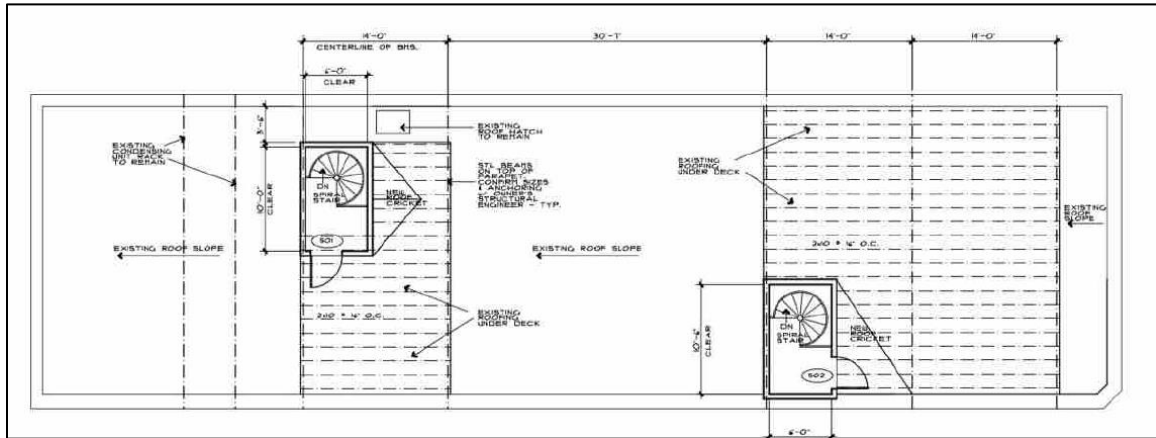 14'-0"
30'-1"
14'-0"
14'-0"
CENTERLINE OF BMS.
6'-0"
CLEAR
3'-6"
EXISTING
CONDENSING
UNIT RACK
TO REMAIN
EXISTING
ROOF HATCH
TO REMAIN
EXISTING
ROOFING
UNDER DECK
10'-0"
CLEAR
DN
SPIRAL
STAIR
NEW
ROOF
CRICKET
STL BEAMS
ON TOP OF
PARAPET.
CONFIRM SIZES
& ANCHORING
w/ OWNER'S
STRUCTURAL
ENGINEER - TYP.
EXISTING
ROOF
SLOPE
501
EXISTING ROOF SLOPE
EXISTING ROOF SLOPE
2x10 @ 16" O.C.
2x10 @ 16" O.C.
EXISTING
ROOFING
UNDER DECK
10'-6"
CLEAR
DN
SPIRAL
STAIR
NEW
ROOF
CRICKET
502
6'-0"